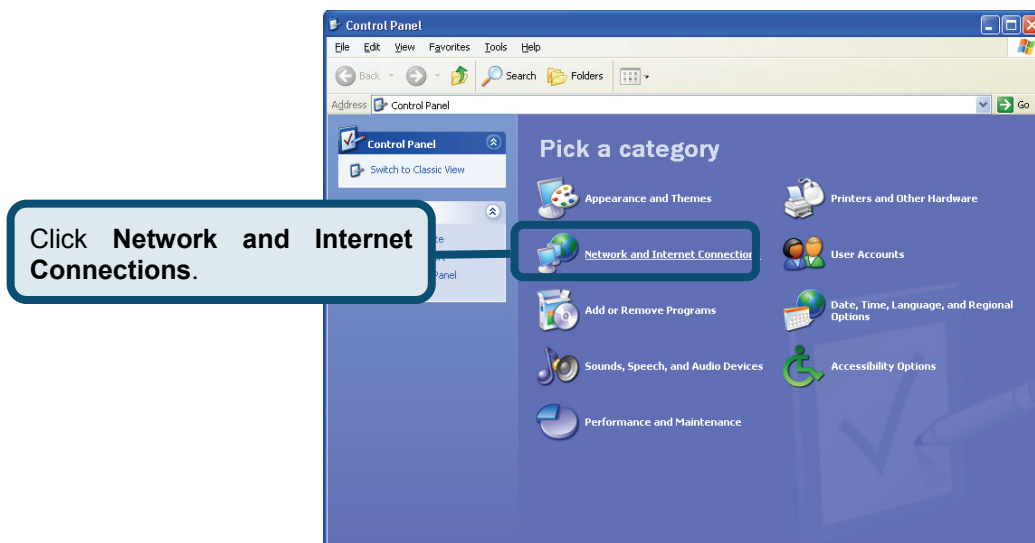 Control Panel
File Edit View Favorites Tools Help
Back Search Folders
Address Control Panel Go
Control Panel
Switch to Classic View
Pick a category
Appearance and Themes
Printers and Other Hardware
Network and Internet Connection
User Accounts
Add or Remove Programs
Date, Time, Language, and Regional
Options
Sounds, Speech, and Audio Devices
Accessibility Options
Performance and Maintenance
Click Network and Internet
Connections.
Panel